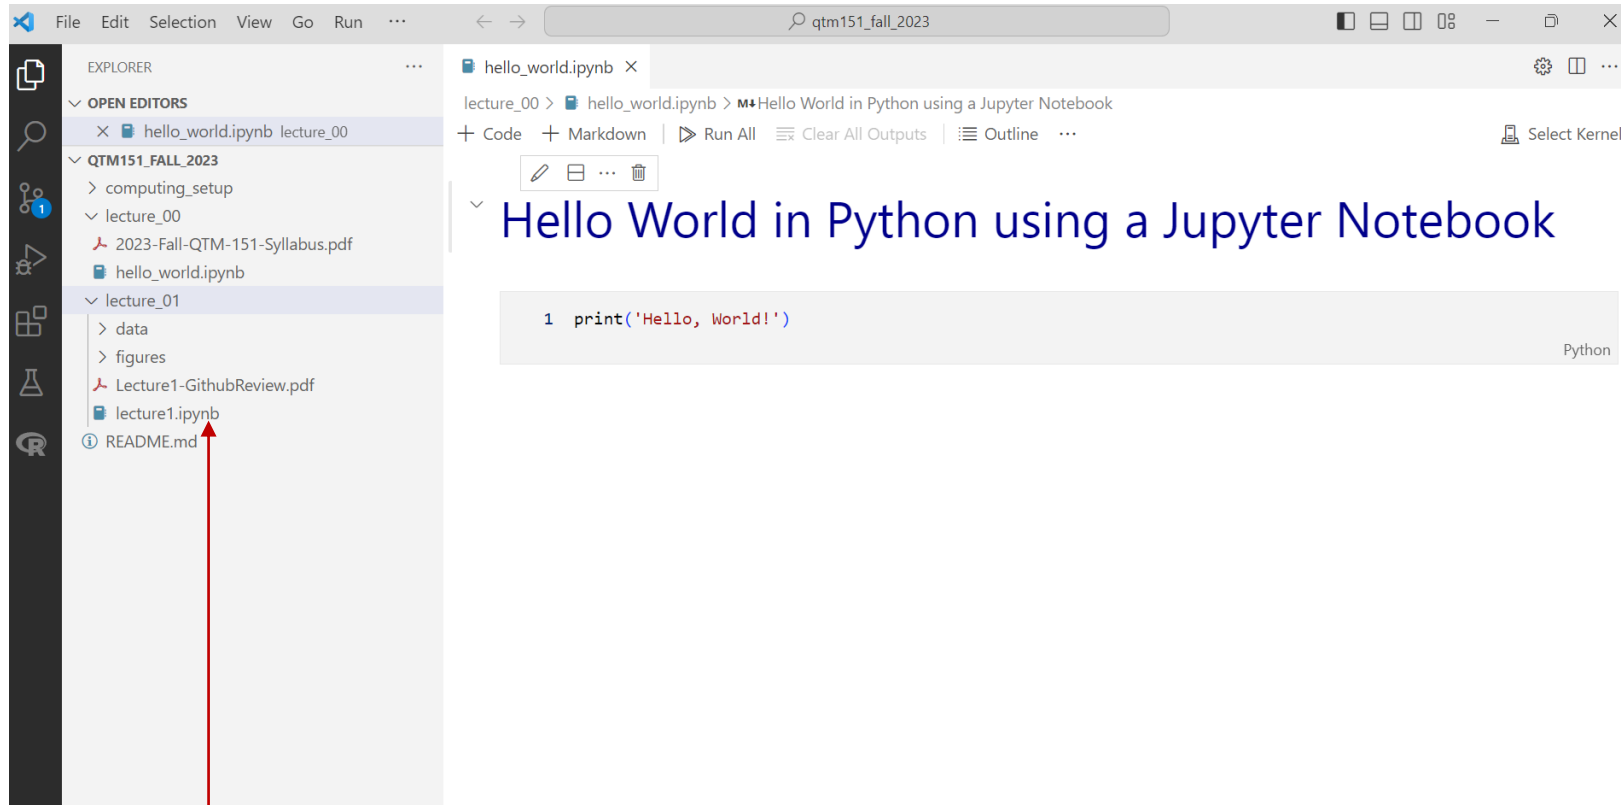 File Edit Selection View Go Run ···
qtm151_fall_2023
EXPLORER ···
OPEN EDITORS
hello_world.ipynb lecture_00
QTM151_FALL_2023
computing_setup
lecture_00
2023-Fall-QTM-151-Syllabus.pdf
hello_world.ipynb
lecture_01
data
figures
Lecture1-GithubReview.pdf
lecture1.ipynb
README.md
1
hello_world.ipynb
lecture_00 > hello_world.ipynb > M↓Hello World in Python using a Jupyter Notebook
+ Code + Markdown Run All Clear All Outputs Outline ··· Select Kernel
Hello World in Python using a Jupyter Notebook
1 print('Hello, World!')
Python